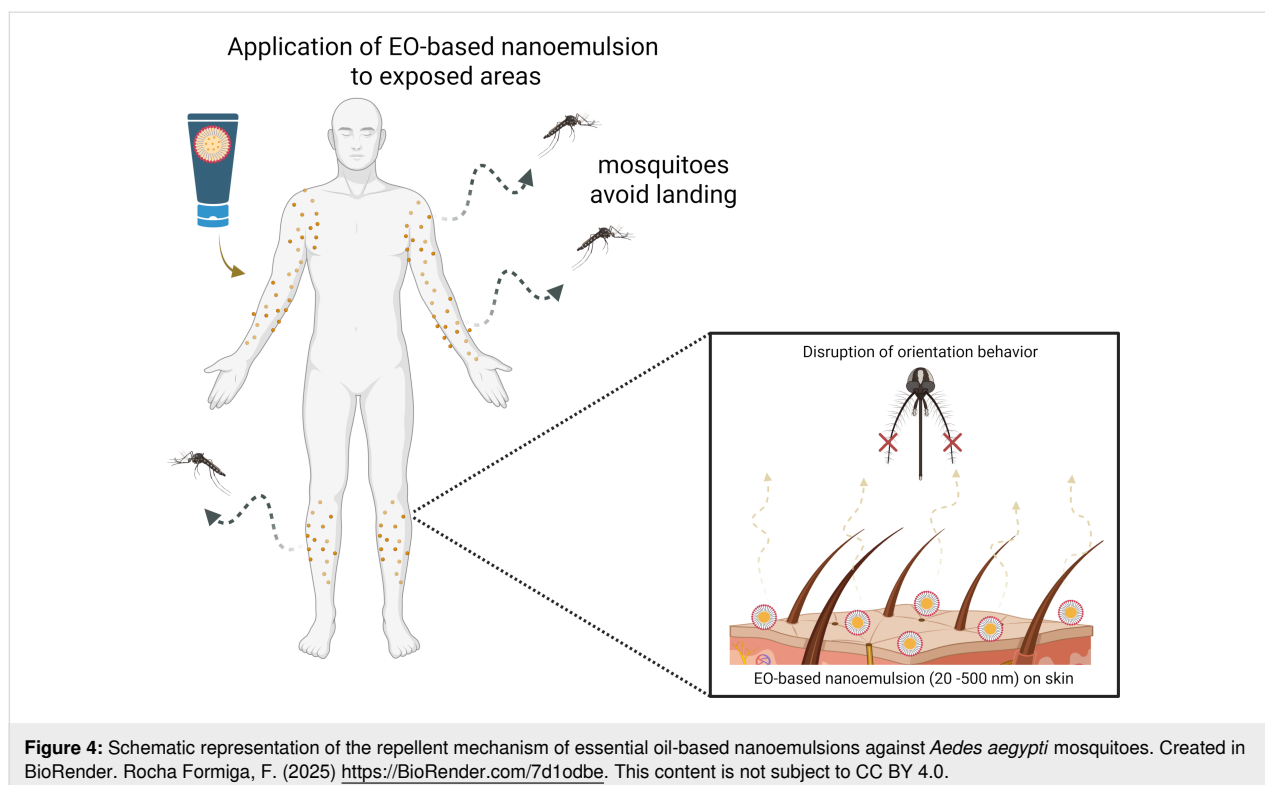 Application of EO-based nanoemulsion
to exposed areas
mosquitoes
avoid landing
Disruption of orientation behavior
EO-based nanoemulsion (20 -500 nm) on skin
Figure 4: Schematic representation of the repellent mechanism of essential oil-based nanoemulsions against Aedes aegypti mosquitoes. Created in
BioRender. Rocha Formiga, F. (2025) https://BioRender.com/7d1odbe. This content is not subject to CC BY 4.0.